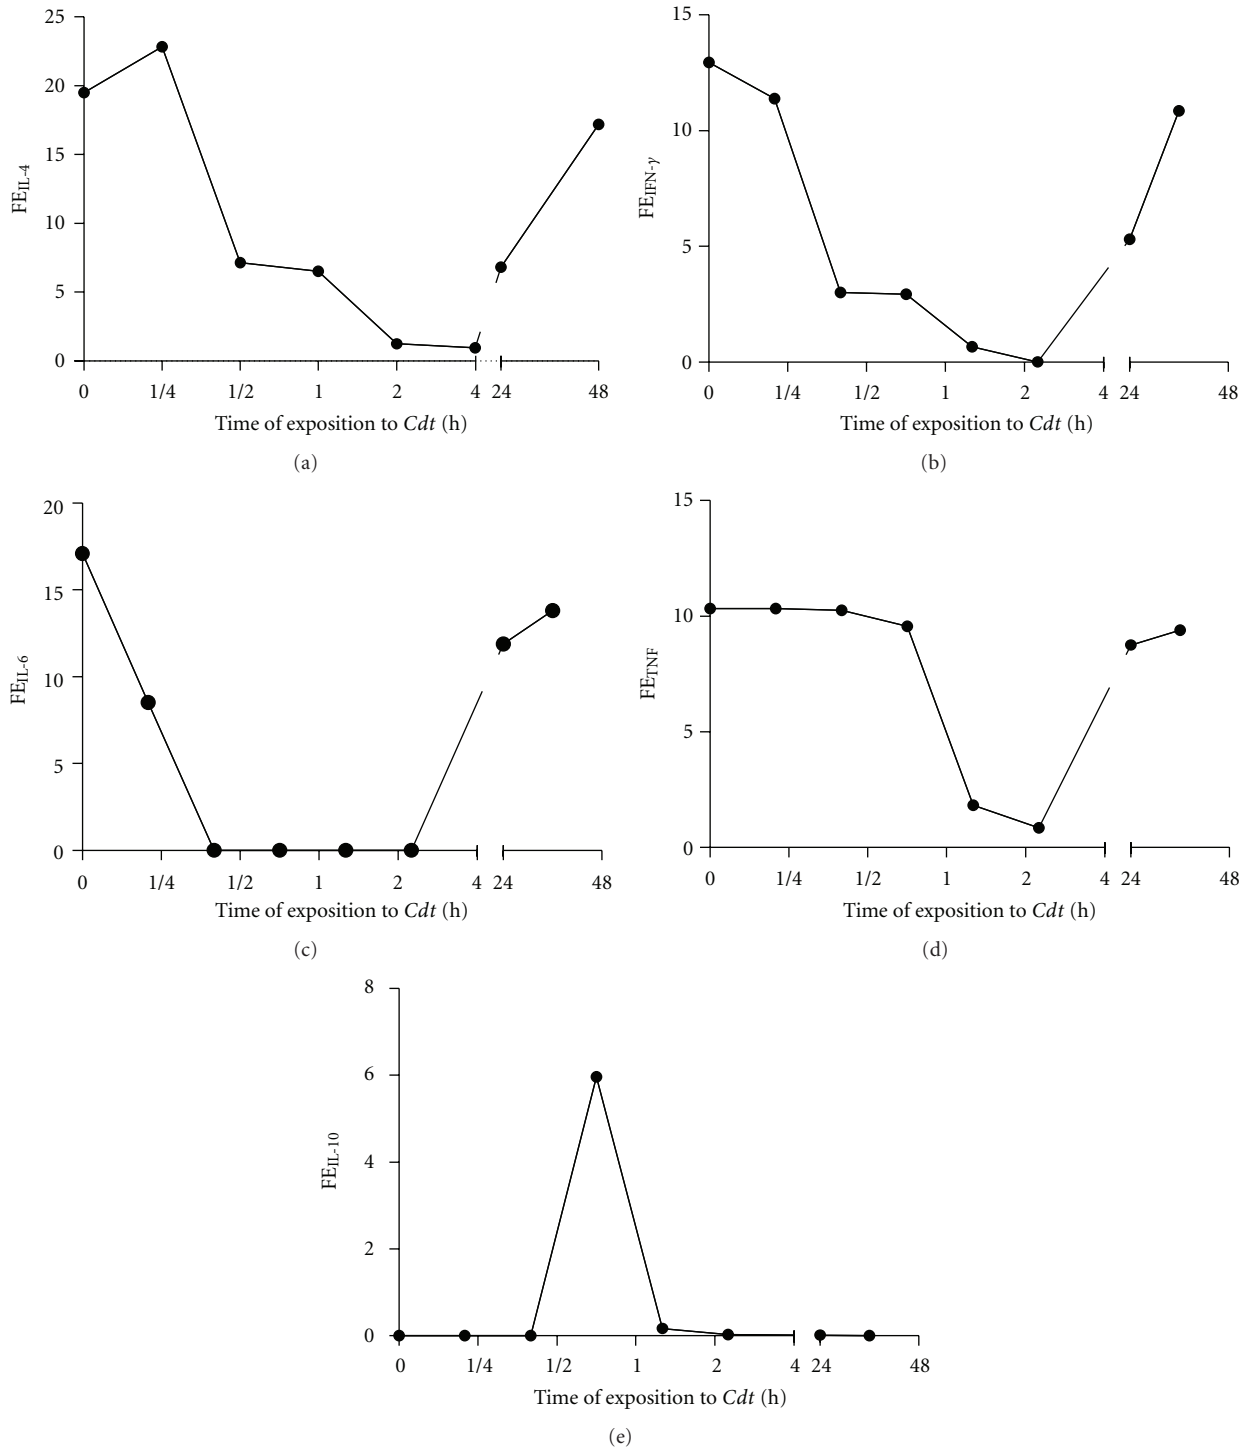 25
20
15
10
5
0
FE_IL-4
0 1/4 1/2 1 2 4 24 48
Time of exposition to Cdt (h)
(a)
15
10
5
0
FE_IFN-γ
0 1/4 1/2 1 2 4 24 48
Time of exposition to Cdt (h)
(b)
20
15
10
5
0
FE_IL-6
0 1/4 1/2 1 2 4 24 48
Time of exposition to Cdt (h)
(c)
15
10
5
0
FE_TNF
0 1/4 1/2 1 2 4 24 48
Time of exposition to Cdt (h)
(d)
8
6
4
2
0
FE_IL-10
0 1/4 1/2 1 2 4 24 48
Time of exposition to Cdt (h)
(e)